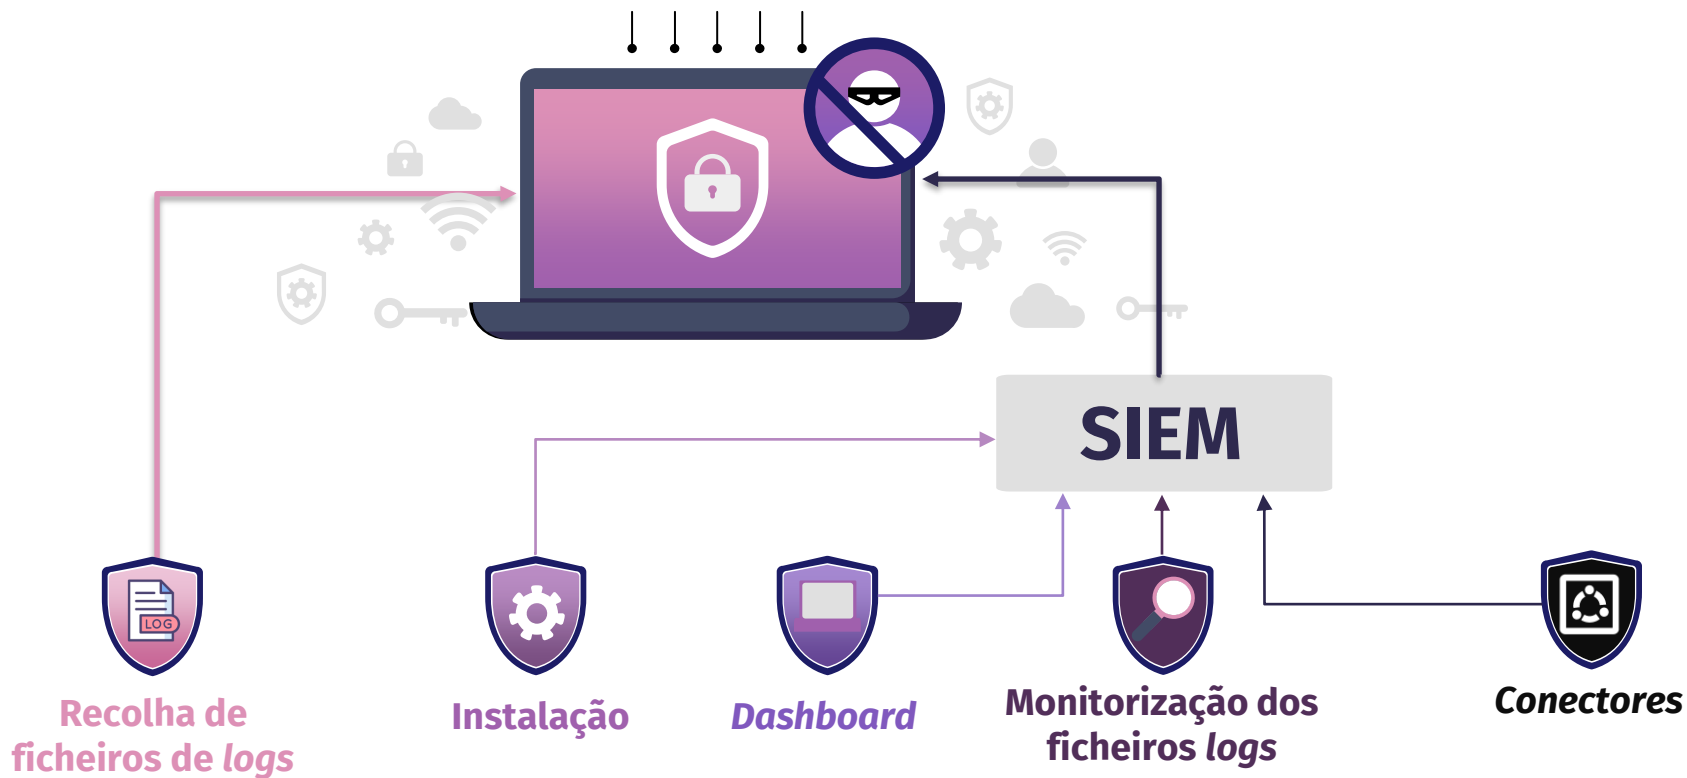 SIEM
LOG
Recolha de
ficheiros de logs
Instalação
Dashboard
Monitorização dos
ficheiros logs
Conectores